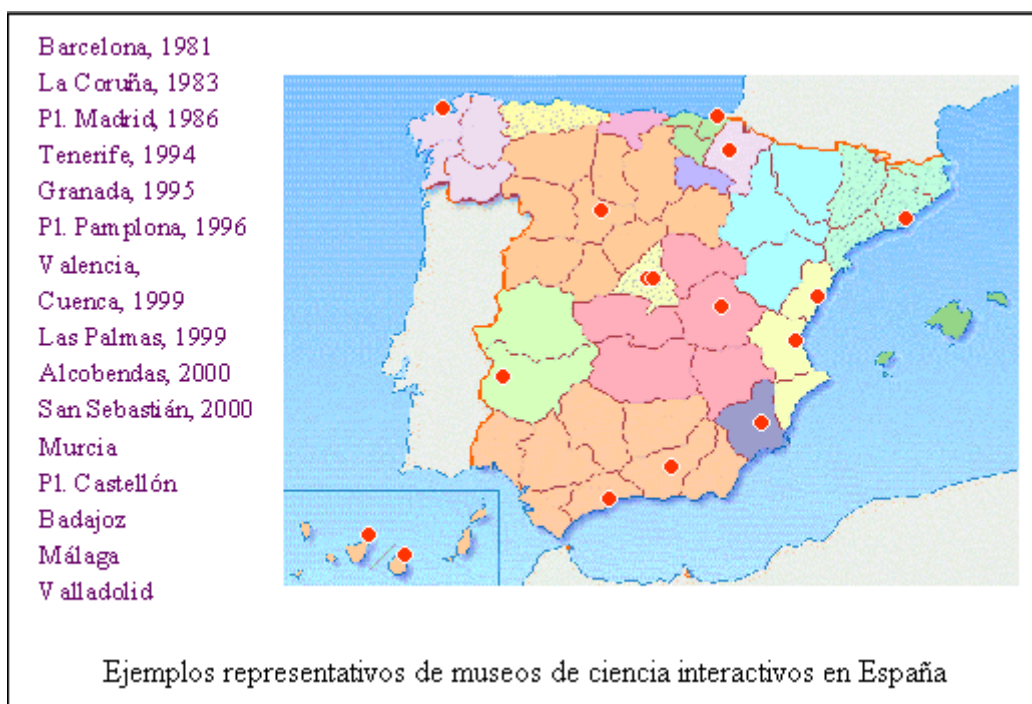 Barcelona, 1981
La Coruña, 1983
Pl. Madrid, 1986
Tenerife, 1994
Granada, 1995
Pl. Pamplona, 1996
Valencia,
Cuenca, 1999
Las Palmas, 1999
Alcobendas, 2000
San Sebastián, 2000
Murcia
Pl. Castellón
Badajoz
Málaga
Valladolid
Ejemplos representativos de museos de ciencia interactivos en España